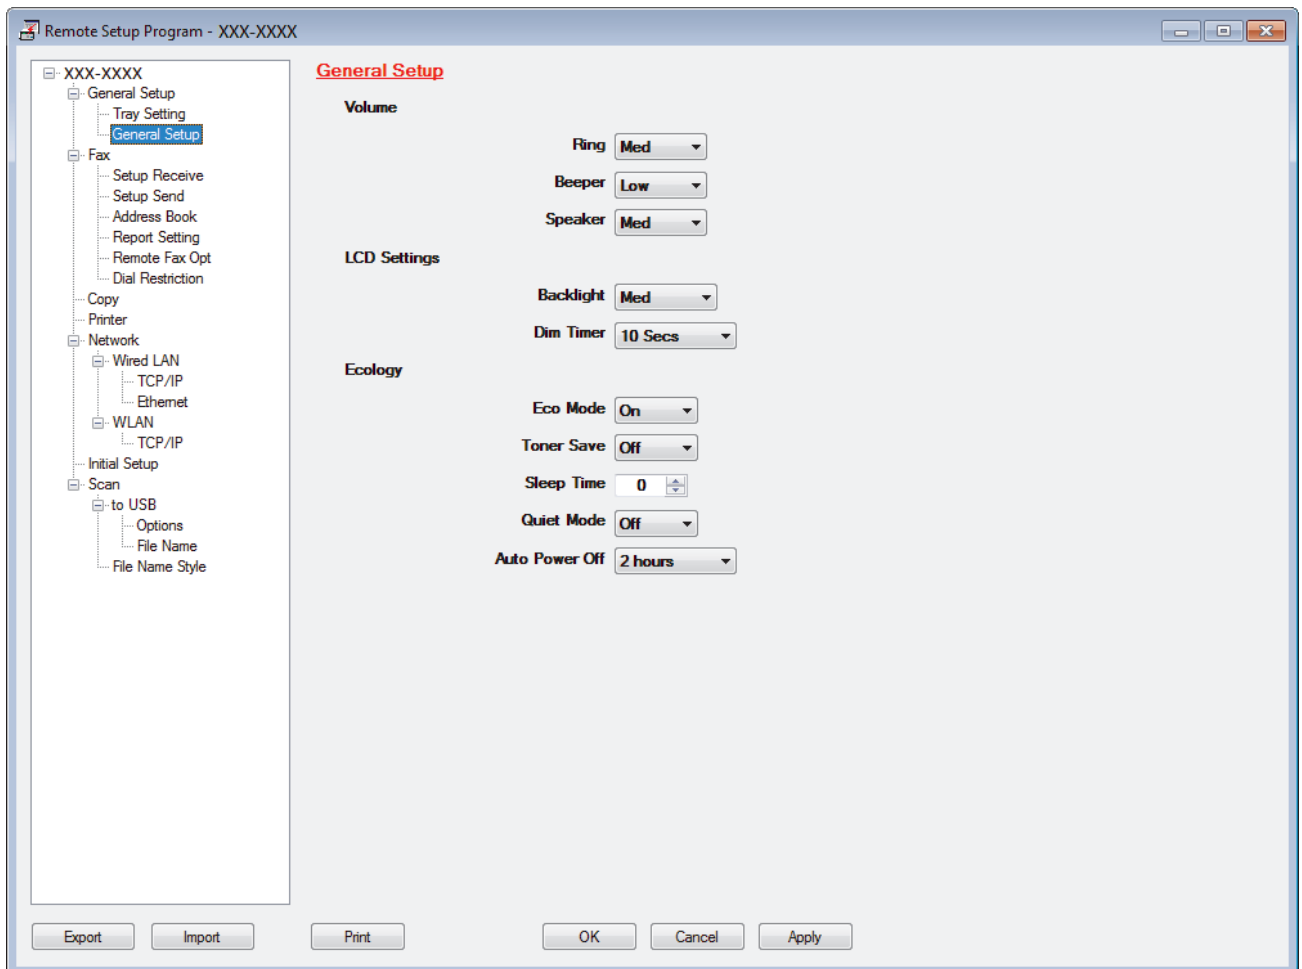 Remote Setup Program - XXX-XXXX
XXX-XXXX
General Setup
Tray Setting
General Setup
Fax
Setup Receive
Setup Send
Address Book
Report Setting
Remote Fax Opt
Dial Restriction
Copy
Printer
Network
Wired LAN
TCP/IP
Ethernet
WLAN
TCP/IP
Initial Setup
Scan
to USB
Options
File Name
File Name Style
General Setup
Volume
Ring Med
Beeper Low
Speaker Med
LCD Settings
Backlight Med
Dim Timer 10 Secs
Ecology
Eco Mode On
Toner Save Off
Sleep Time 0
Quiet Mode Off
Auto Power Off 2 hours
Export Import Print OK Cancel Apply